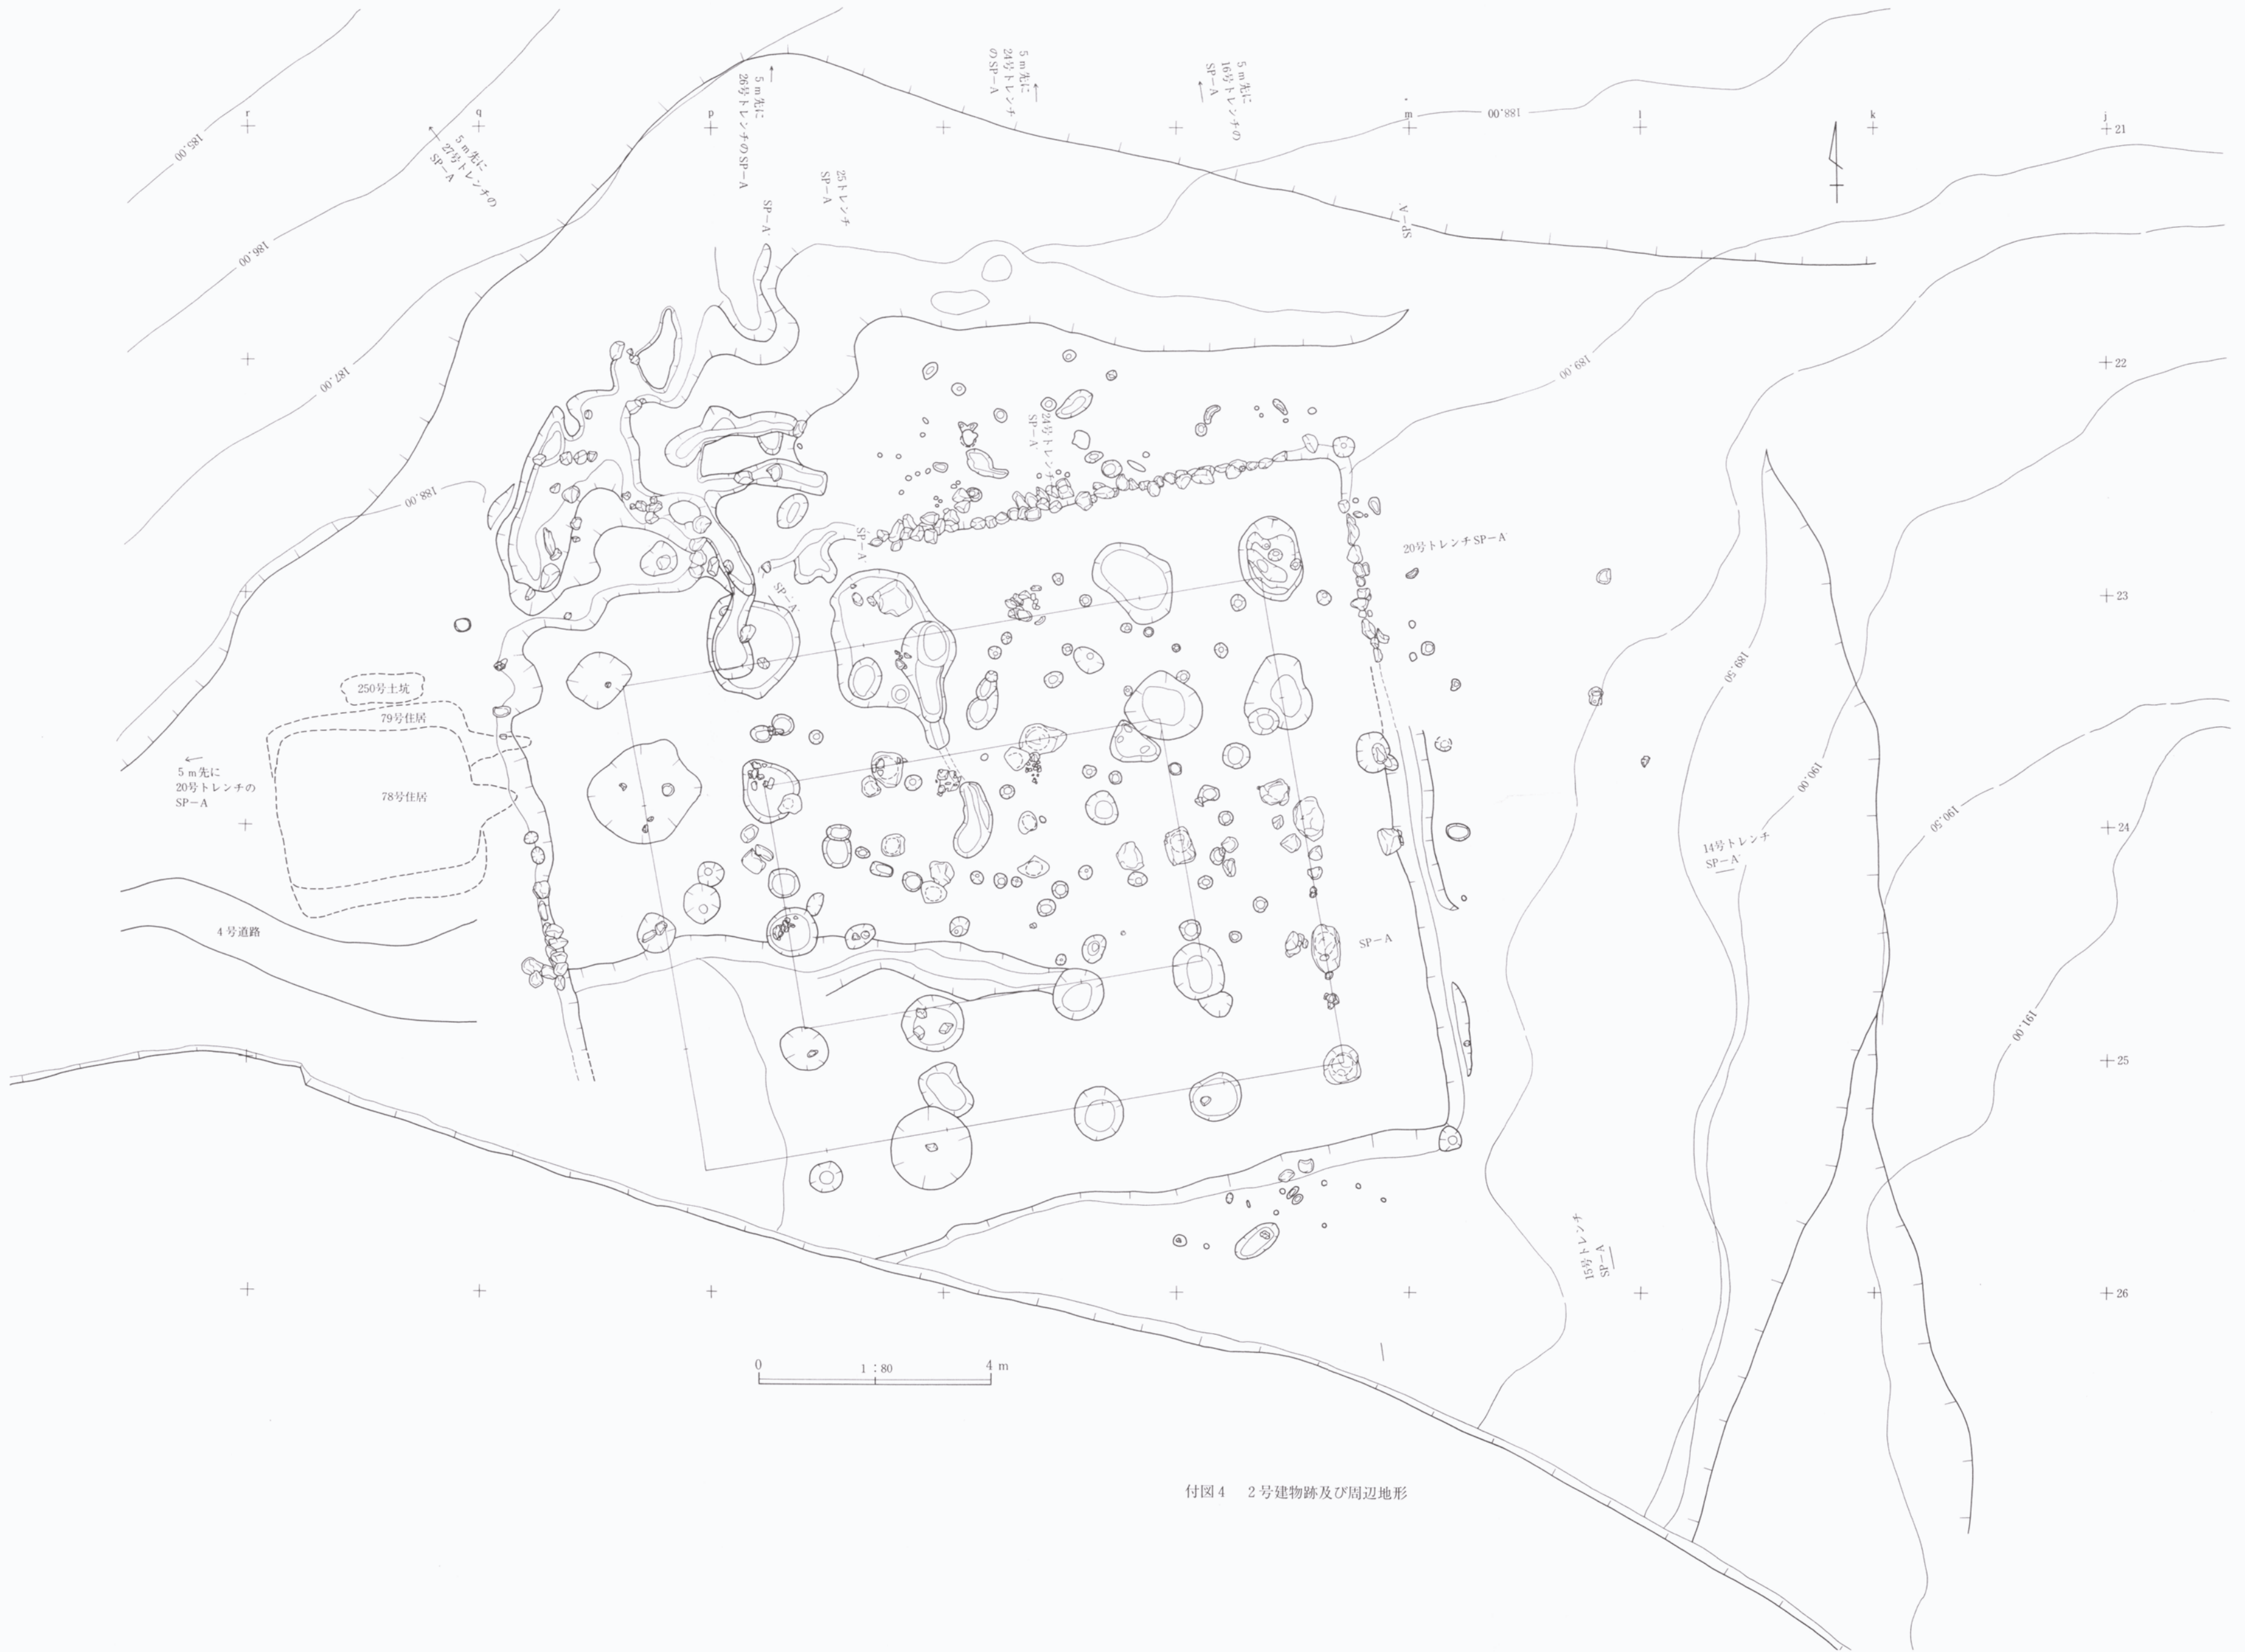 5m先に
26号トレンチのSP－A
5m先に
24号トレンチ
のSP－A
5m先に
16号トレンチの
SP－A
r
q
p
m
l
k
j
21
188.00
185.00
5m先に
27号トレンチの
SP－A
25トレンチ
SP－A
SP－A′
SP－A′
186.00
22
187.00
189.00
24号トレンチ
SP－A′
188.00
SP－A′
20号トレンチSP－A′
SP－A′
23
250号土坑
79号住居
189.50
5m先に
20号トレンチの
SP－A
78号住居
190.00
190.50
24
14号トレンチ
SP－A′
4号道路
SP－A
191.00
25
15号トレンチ
SP－A
26
0
1：80
4 m
付図4　2号建物跡及び周辺地形